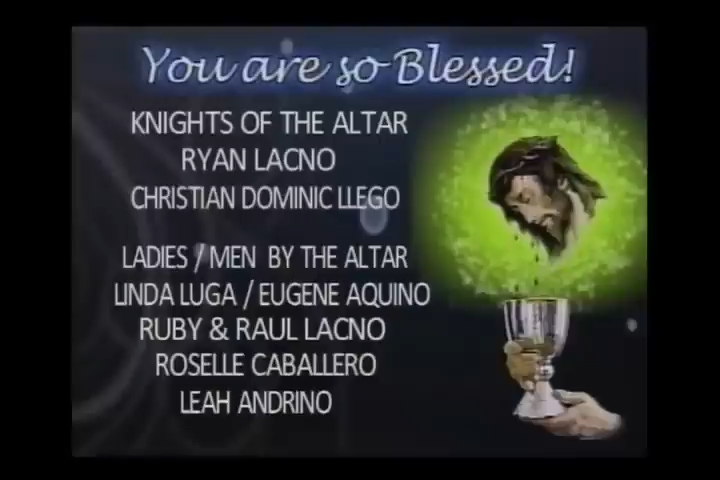 You are so Blessed!
KNIGHTS OF THE ALTAR
RYAN LACNO
CHRISTIAN DOMINIC LLEGO
LADIES / MEN BY THE ALTAR
LINDA LUGA / EUGENE AQUINO
RUBY & RAUL LACNO
ROSELLE CABALLERO
LEAH ANDRINO